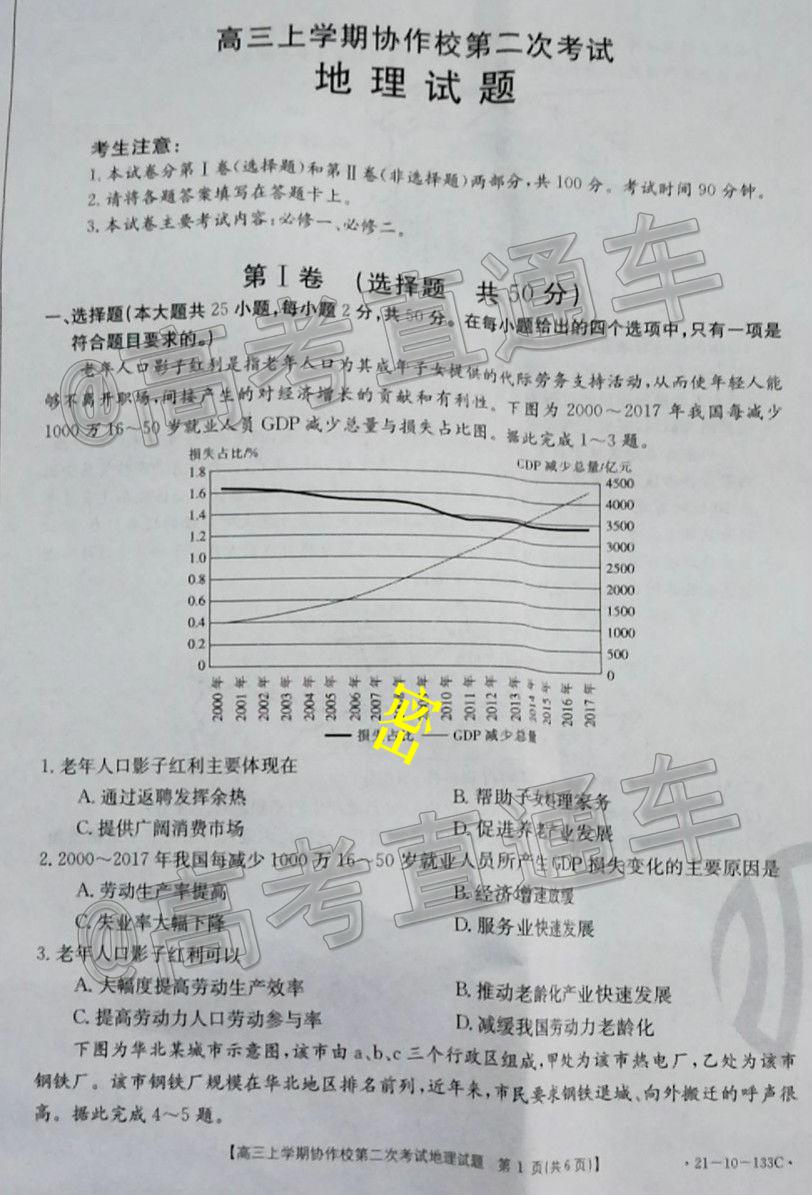 高三上学期协作校第二次考试
地理试题
考生注意:
1. 本试卷分第Ⅰ卷(选择题)和第Ⅱ卷(非选择题)两部分,共100分。考试时间90分钟。
2. 请将各题答案填写在答题卡上。
3. 本试卷主要考试内容:必修一、必修二。
第Ⅰ卷 (选择题 共50分)
一、选择题(本大题共25小题,每小题2分,共50分。在每小题给出的四个选项中,只有一项是
符合题目要求的。)
老年人口影子红利是指老年人口为其成年子女提供的代际劳务支持活动,从而使年轻人能
够不离开职场,间接产生的对经济增长的贡献和有利性。下图为2000～2017年我国每减少
1000万16～50岁就业人员GDP减少总量与损失占比图。据此完成1～3题。
损失占比/% GDP减少总量/亿元
1.8 4500
1.6 4000
1.4 3500
1.2 3000
1.0 2500
0.8 2000
0.6 1500
0.4 1000
0.2 500
0 0
2000年 2001年 2003年 2004年 2005年 2006年 2007年 2008年 2009年 2010年 2011年 2012年 2013年 2014年 2015年 2016年 2017年
损失占比 GDP减少总量
密
1. 老年人口影子红利主要体现在
A. 通过返聘发挥余热 B. 帮助子女料理家务
C. 提供广阔消费市场 D. 促进养老产业发展
2. 2000～2017年我国每减少1000万16～50岁就业人员所产生GDP损失变化的主要原因是
A. 劳动生产率提高 B. 经济增速放缓
C. 失业率大幅下降 D. 服务业快速发展
3. 老年人口影子红利可以
A. 大幅度提高劳动生产效率 B. 推动老龄化产业快速发展
C. 提高劳动力人口劳动参与率 D. 减缓我国劳动力老龄化
下图为华北某城市示意图,该市由a、b、c三个行政区组成,甲处为该市热电厂,乙处为该市
钢铁厂。该市钢铁厂规模在华北地区排名前列,近年来,市民要求钢铁退城、向外搬迁的呼声很
高。据此完成4～5题。
【高三上学期协作校第二次考试地理试题 第1页(共6页)】 ·21－10－133C·
@高考直通车
@高考直通车